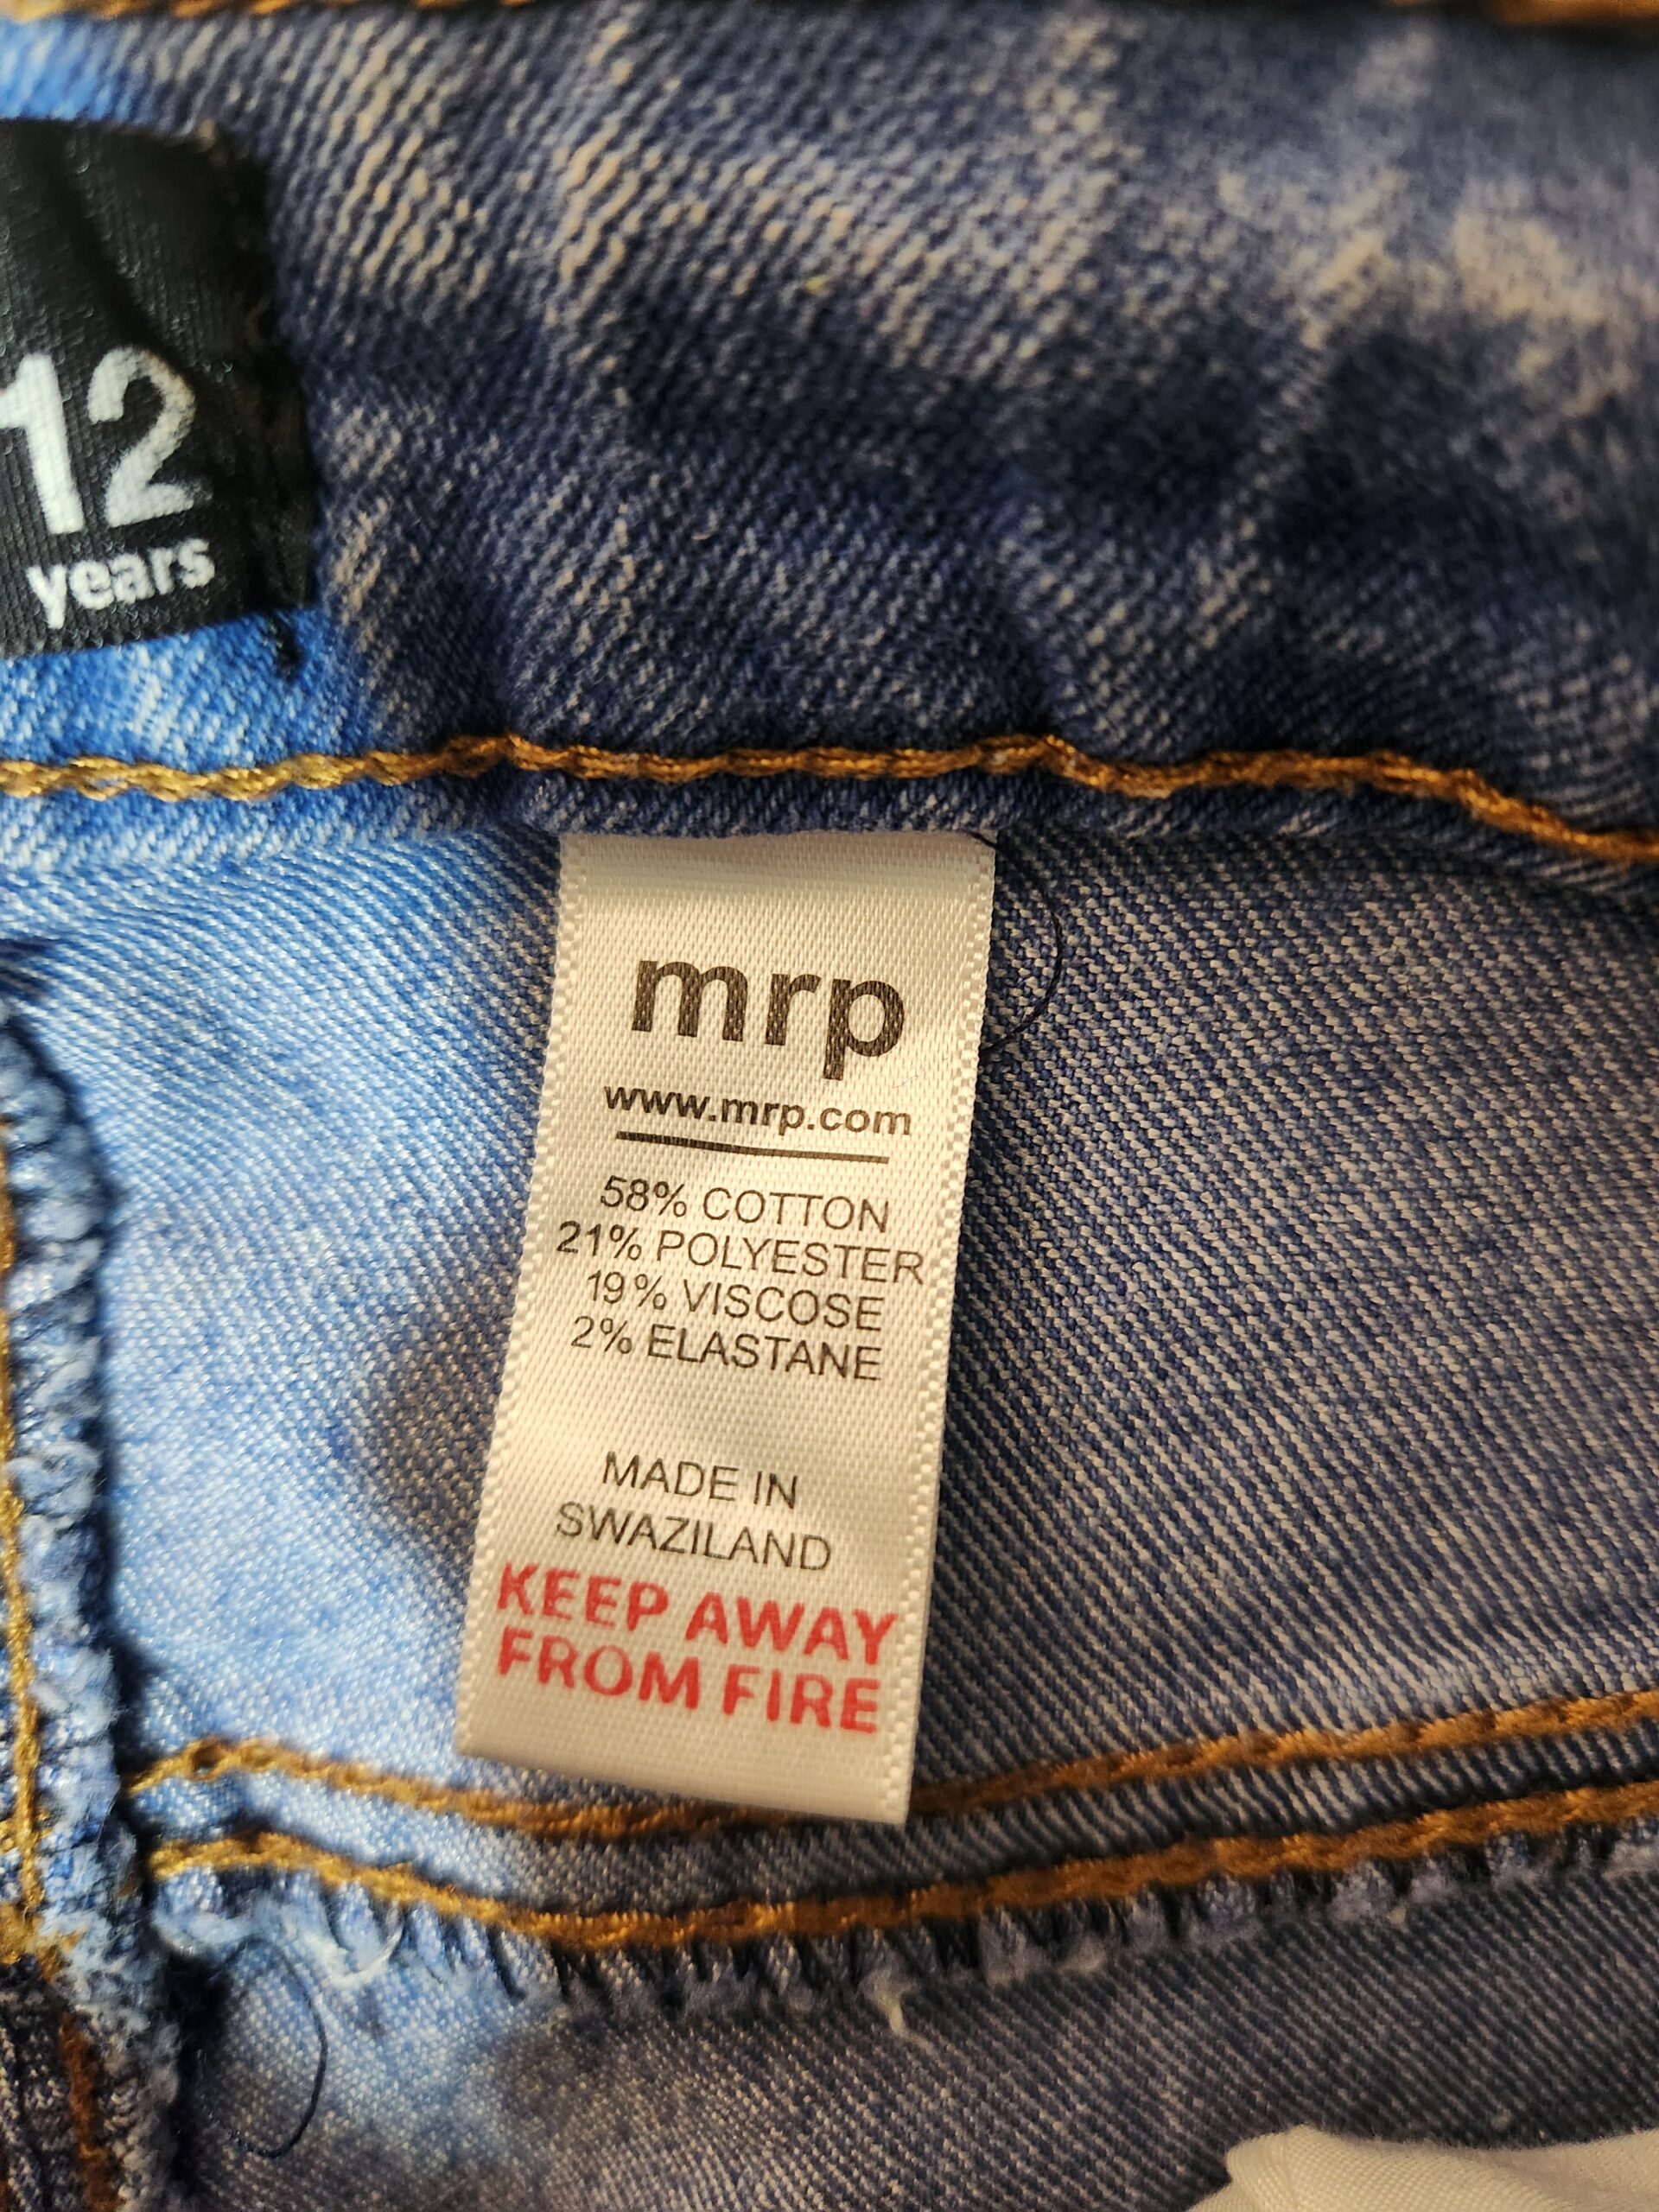 12
years
mrp
www.mrp.com
58% COTTON
21% POLYESTER
19% VISCOSE
2% ELASTANE
MADE IN
SWAZILAND
KEEP AWAY
FROM FIRE